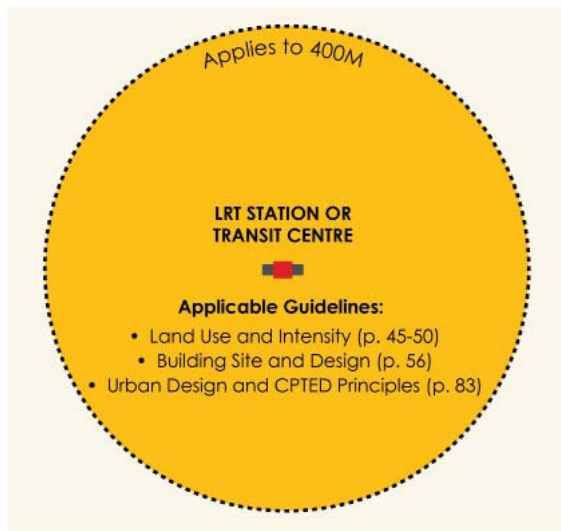 Applies to 400M
LRT STATION OR
TRANSIT CENTRE
Applicable Guidelines:
• Land Use and Intensity (p. 45-50)
• Building Site and Design (p. 56)
• Urban Design and CPTED Principles (p. 83)